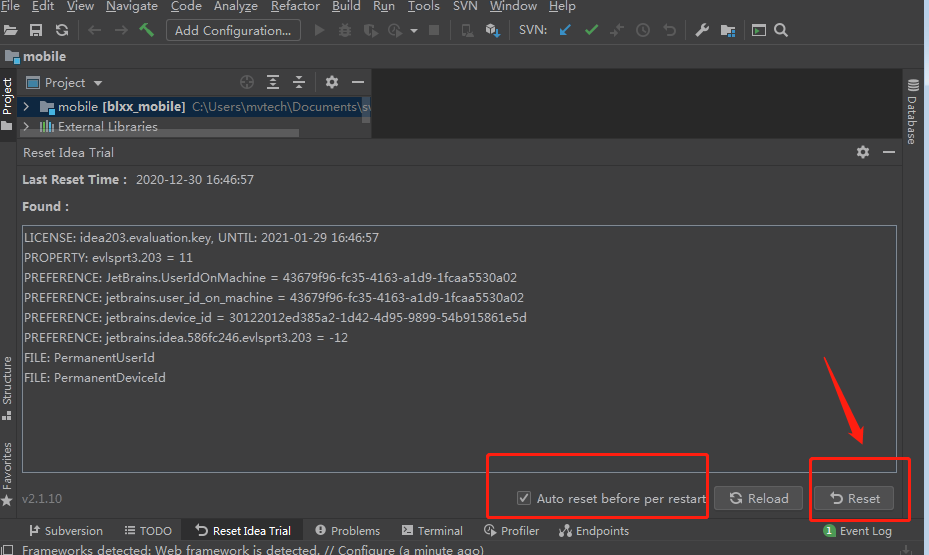 File Edit View Navigate Code Analyze Refactor Build Run Tools SVN Window Help
Add Configuration... SVN:
mobile
Project
Project
mobile [blxx_mobile] C:\Users\mvtech\Documents\sv
External Libraries
Database
Reset Idea Trial
Last Reset Time : 2020-12-30 16:46:57
Found :
LICENSE: idea203.evaluation.key, UNTIL: 2021-01-29 16:46:57
PROPERTY: evlsprt3.203 = 11
PREFERENCE: JetBrains.UserIdOnMachine = 43679f96-fc35-4163-a1d9-1fcaa5530a02
PREFERENCE: jetbrains.user_id_on_machine = 43679f96-fc35-4163-a1d9-1fcaa5530a02
PREFERENCE: jetbrains.device_id = 30122012ed385a2-1d42-4d95-9899-54b915861e5d
PREFERENCE: jetbrains.idea.586fc246.evlsprt3.203 = -12
FILE: PermanentUserId
FILE: PermanentDeviceId
Structure
Favorites
v2.1.10 Auto reset before per restart Reload Reset
Subversion TODO Reset Idea Trial Problems Terminal Profiler Endpoints 1 Event Log
Frameworks detected: Web framework is detected. // Configure (a minute ago)